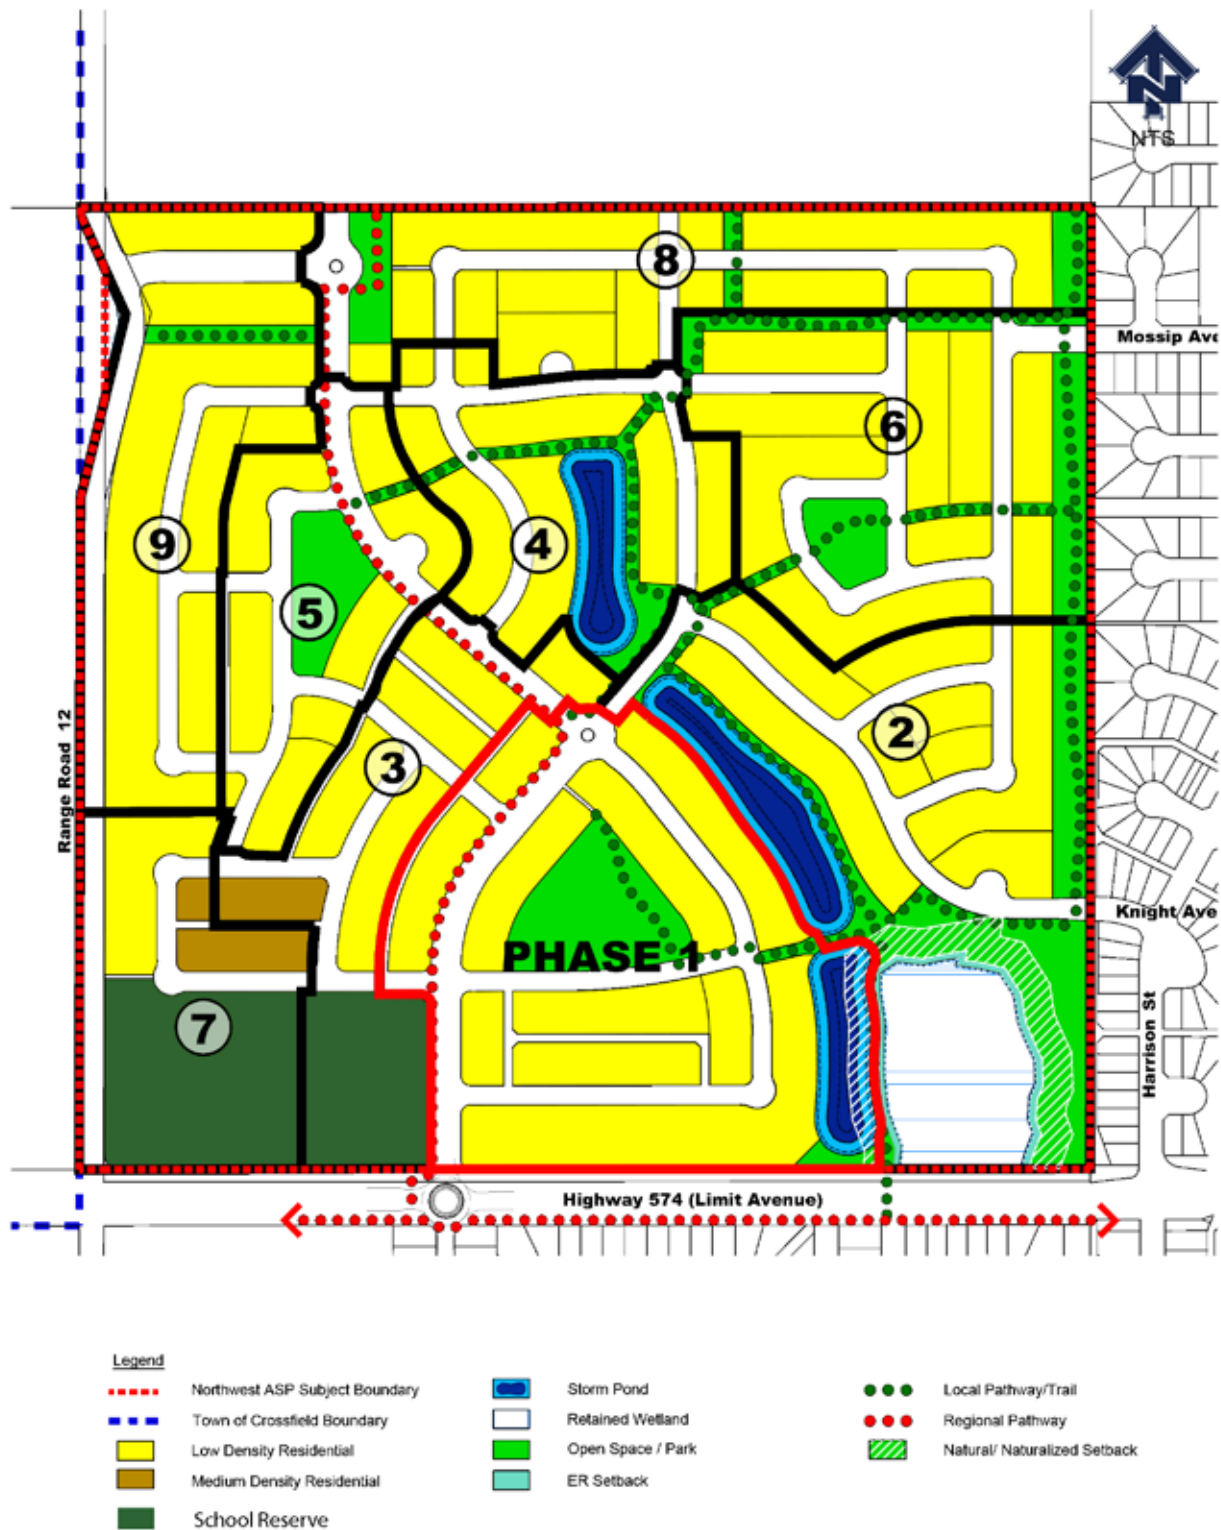 N
NTS
8
Mossip Ave
6
9
4
5
2
3
Range Road 12
Knight Ave
PHASE 1
7
Harrison St
Highway 574 (Limit Avenue)
Legend
Northwest ASP Subject Boundary
Town of Crossfield Boundary
Low Density Residential
Medium Density Residential
School Reserve
Storm Pond
Retained Wetland
Open Space / Park
ER Setback
Local Pathway/Trail
Regional Pathway
Natural/ Naturalized Setback